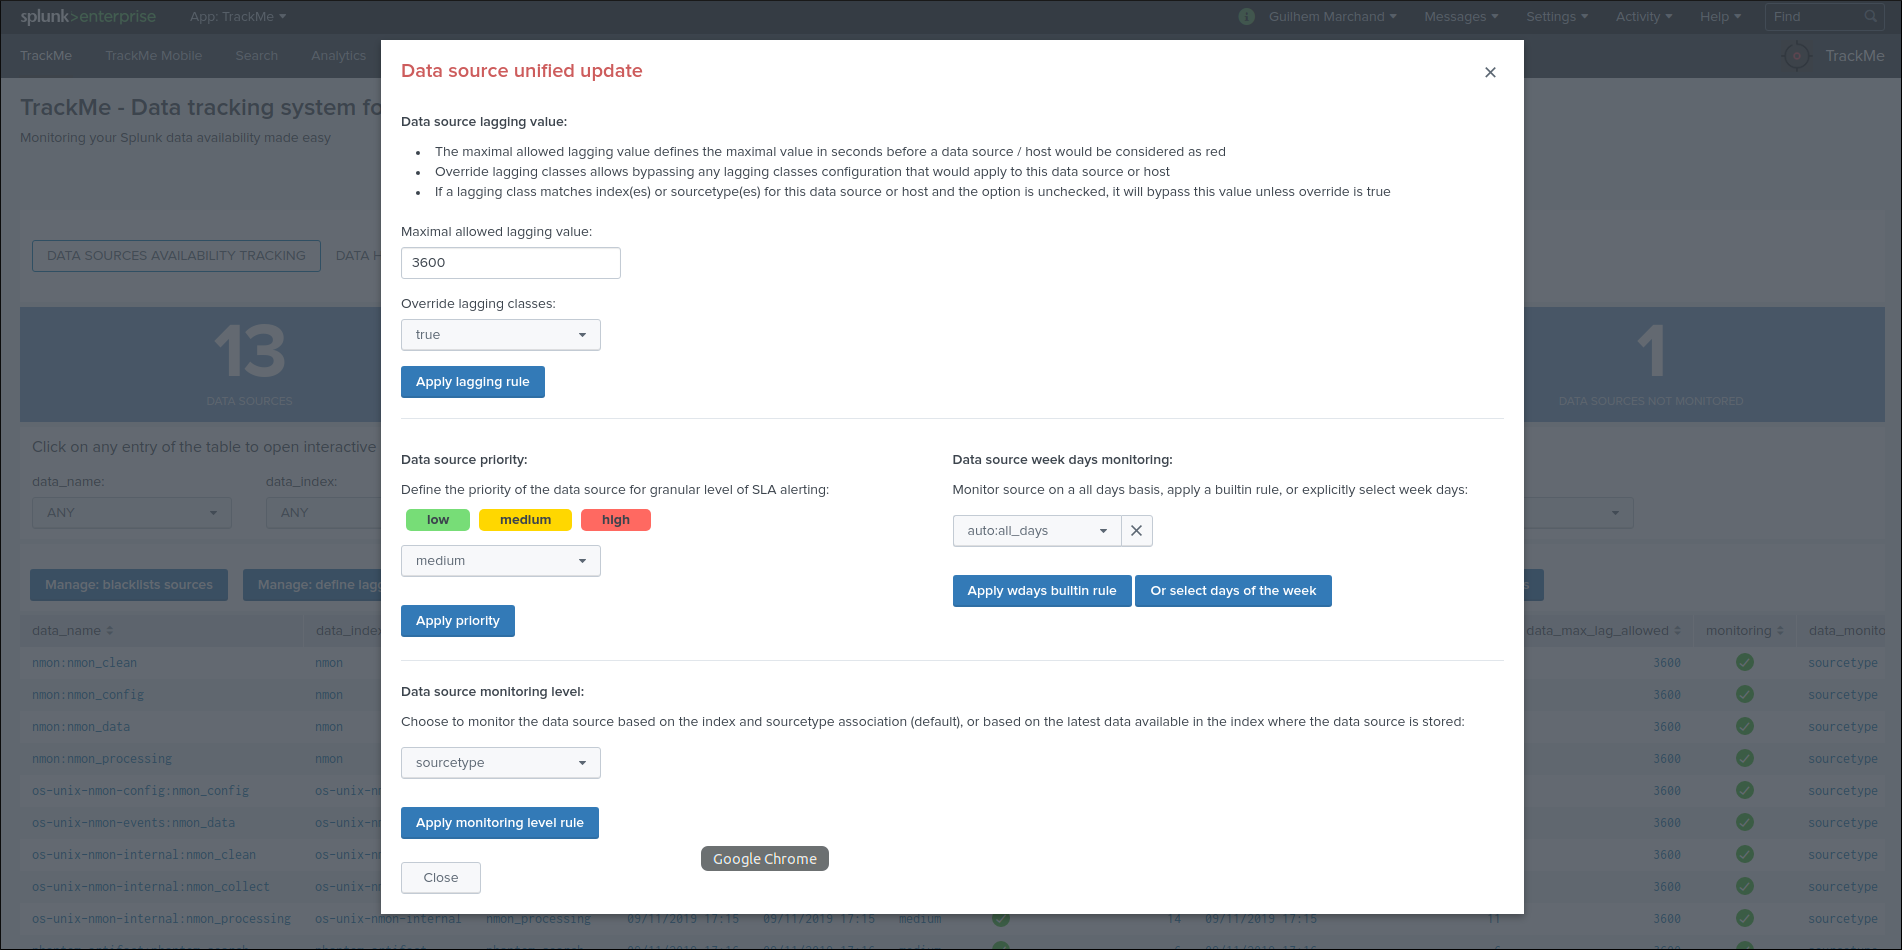 splunk>enterprise App: TrackMe Guilhem Marchand Messages Settings Activity Help Find
TrackMe TrackMe Mobile Search Analytics TrackMe
TrackMe - Data tracking system fo
Monitoring your Splunk data availability made easy
DATA SOURCES AVAILABILITY TRACKING DATA H
13
DATA SOURCES
1
DATA SOURCES NOT MONITORED
Click on any entry of the table to open interactive
data_name: data_index:
ANY ANY
Manage: blacklists sources Manage: define lagg s
data_name data_index data_max_lag_allowed monitoring data_monito
nmon:nmon_clean nmon 3600 sourcetype
nmon:nmon_config nmon 3600 sourcetype
nmon:nmon_data nmon 3600 sourcetype
nmon:nmon_processing nmon 3600 sourcetype
os-unix-nmon-config:nmon_config os-unix-n 3600 sourcetype
os-unix-nmon-events:nmon_data os-unix-n 3600 sourcetype
os-unix-nmon-internal:nmon_clean os-unix-n 3600 sourcetype
os-unix-nmon-internal:nmon_collect os-unix-n 3600 sourcetype
os-unix-nmon-internal:nmon_processing os-unix-nmon-internal nmon_processing 09/11/2019 17:15 09/11/2019 17:15 medium 14 09/11/2019 17:15 11 3600 sourcetype
Data source unified update
Data source lagging value:
• The maximal allowed lagging value defines the maximal value in seconds before a data source / host would be considered as red
• Override lagging classes allows bypassing any lagging classes configuration that would apply to this data source or host
• If a lagging class matches index(es) or sourcetype(es) for this data source or host and the option is unchecked, it will bypass this value unless override is true
Maximal allowed lagging value:
3600
Override lagging classes:
true
Apply lagging rule
Data source priority:
Define the priority of the data source for granular level of SLA alerting:
low medium high
medium
Apply priority
Data source week days monitoring:
Monitor source on a all days basis, apply a builtin rule, or explicitly select week days:
auto:all_days
Apply wdays builtin rule Or select days of the week
Data source monitoring level:
Choose to monitor the data source based on the index and sourcetype association (default), or based on the latest data available in the index where the data source is stored:
sourcetype
Apply monitoring level rule
Google Chrome
Close